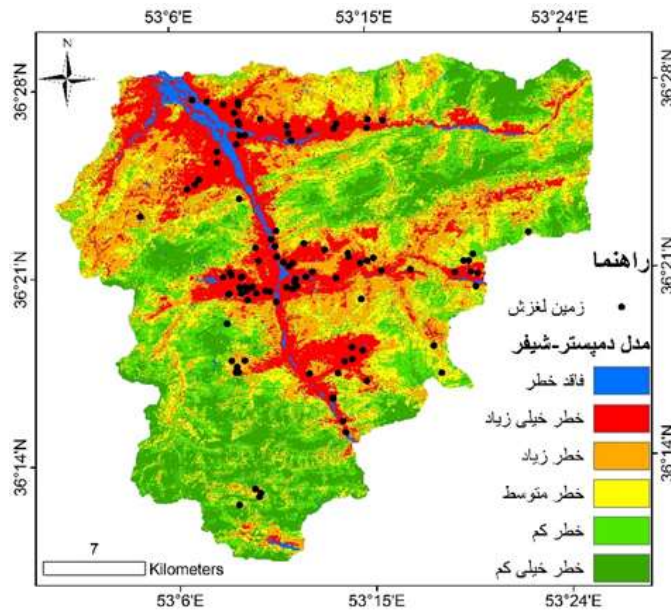 53°6'E 53°15'E 53°24'E
N
36°28'N
36°28'N
36°21'N
36°21'N
36°14'N
36°14'N
راهنما
زمین لغزش
مدل دمپستر-شیفر
فاقد خطر
خطر خیلی زیاد
خطر زیاد
خطر متوسط
خطر کم
خطر خیلی کم
7
Kilometers
53°6'E 53°15'E 53°24'E